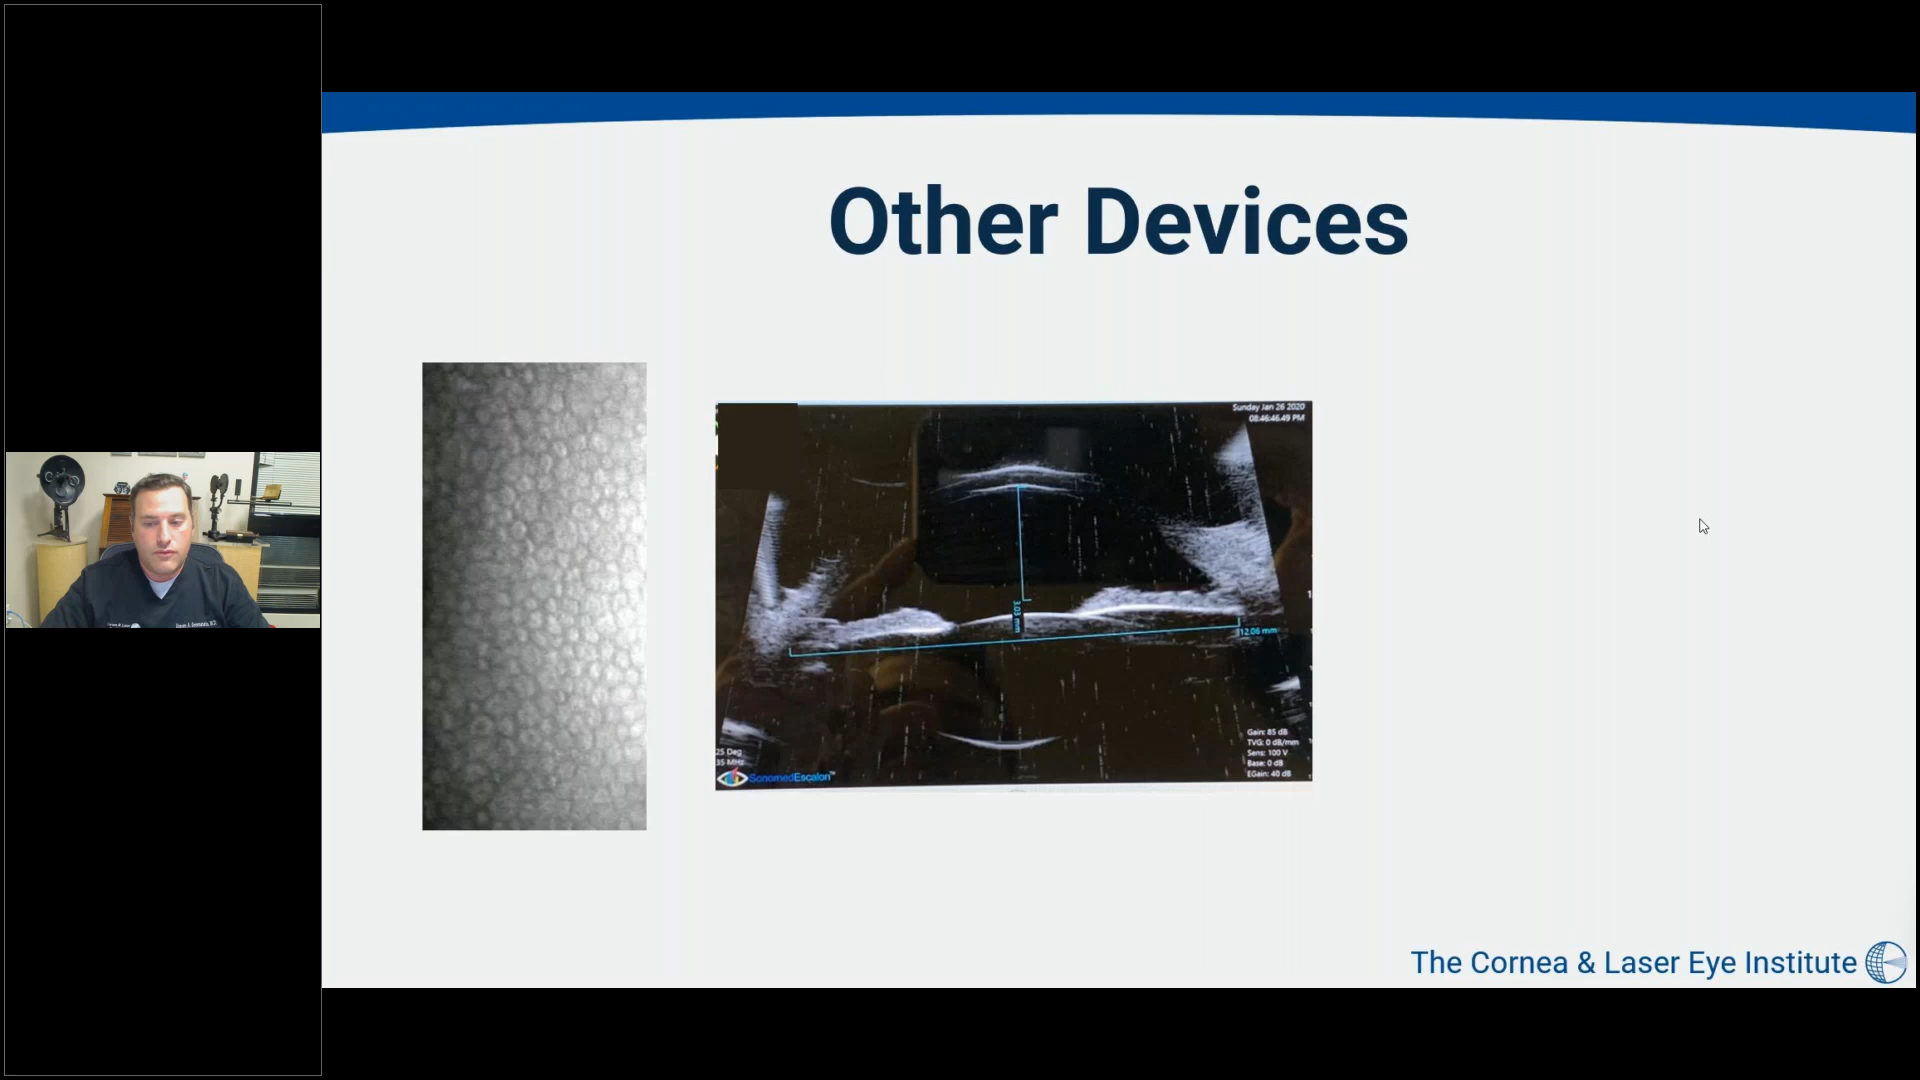 Other Devices
Sunday Jan 26 2020
08:46:46.49 PM
3.03 mm
12.06 mm
Gain: 85 dB
TVG: 0 dB/mm
Sens: 100 V
Base: 0 dB
EGain: 40 dB
25 Deg
35 MHz
SonomedEscalon™
The Cornea & Laser Eye Institute